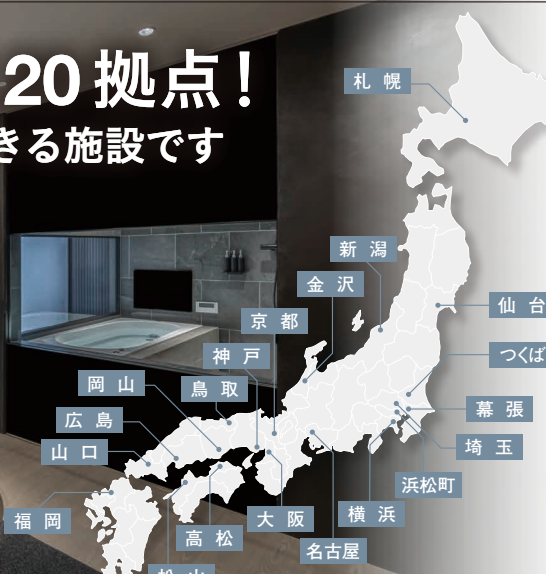 20拠点！
きる施設です
札幌
新潟
金沢
仙台
京都
つくば
神戸
岡山
鳥取
幕張
広島
埼玉
山口
浜松町
福岡
大阪
横浜
高松
名古屋
松山